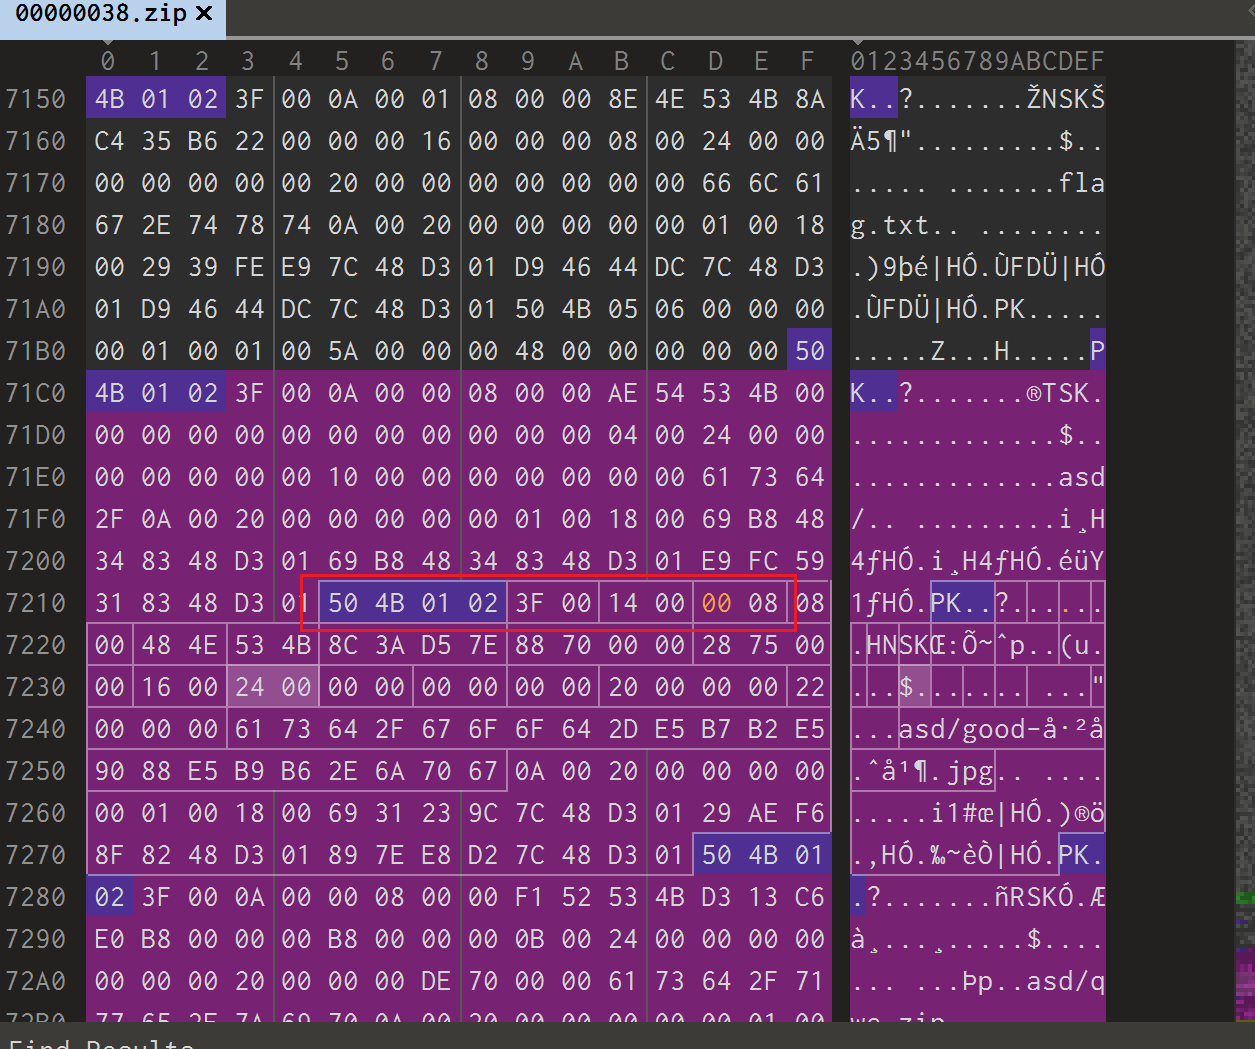 00000038.zip ×
0 1 2 3 4 5 6 7 8 9 A B C D E F 0123456789ABCDEF
7150 4B 01 02 3F 00 0A 00 01 08 00 00 8E 4E 53 4B 8A K..?.......ŽNSKŠ
7160 C4 35 B6 22 00 00 00 16 00 00 00 08 00 24 00 00 Ä5¶".........$..
7170 00 00 00 00 00 20 00 00 00 00 00 00 00 66 6C 61 ..... .......fla
7180 67 2E 74 78 74 0A 00 20 00 00 00 00 00 01 00 18 g.txt.. ........
7190 00 29 39 FE E9 7C 48 D3 01 D9 46 44 DC 7C 48 D3 .)9þé|HÓ.ÙFDÜ|HÓ
71A0 01 D9 46 44 DC 7C 48 D3 01 50 4B 05 06 00 00 00 .ÙFDÜ|HÓ.PK.....
71B0 00 01 00 01 00 5A 00 00 00 48 00 00 00 00 00 50 .....Z...H.....P
71C0 4B 01 02 3F 00 0A 00 00 08 00 00 AE 54 53 4B 00 K..?.......®TSK.
71D0 00 00 00 00 00 00 00 00 00 00 00 04 00 24 00 00 .............$..
71E0 00 00 00 00 00 10 00 00 00 00 00 00 00 61 73 64 .............asd
71F0 2F 0A 00 20 00 00 00 00 00 01 00 18 00 69 B8 48 /.. .........i¸H
7200 34 83 48 D3 01 69 B8 48 34 83 48 D3 01 E9 FC 59 4ƒHÓ.i¸H4ƒHÓ.éüY
7210 31 83 48 D3 01 50 4B 01 02 3F 00 14 00 00 08 08 1ƒHÓ.PK..?......
7220 00 48 4E 53 4B 8C 3A D5 7E 88 70 00 00 28 75 00 .HNSKŒ:Õ~ˆp..(u.
7230 00 16 00 24 00 00 00 00 00 00 00 20 00 00 00 22 ...$....... ..."
7240 00 00 00 61 73 64 2F 67 6F 6F 64 2D E5 B7 B2 E5 ...asd/good-å·²å
7250 90 88 E5 B9 B6 2E 6A 70 67 0A 00 20 00 00 00 00 .ˆå¹¶.jpg.. ....
7260 00 01 00 18 00 69 31 23 9C 7C 48 D3 01 29 AE F6 .....i1#œ|HÓ.)®ö
7270 8F 82 48 D3 01 89 7E E8 D2 7C 48 D3 01 50 4B 01 .‚HÓ.‰~èÒ|HÓ.PK.
7280 02 3F 00 0A 00 00 08 00 00 F1 52 53 4B D3 13 C6 .?.......ñRSKÓ.Æ
7290 E0 B8 00 00 00 B8 00 00 00 0B 00 24 00 00 00 00 à¸...¸.....$....
72A0 00 00 00 20 00 00 00 DE 70 00 00 61 73 64 2F 71 ... ...Þp..asd/q
72B0 77 65 2E 7A 69 70 0A 00 20 00 00 00 00 00 01 00 we.zip..
Find Results